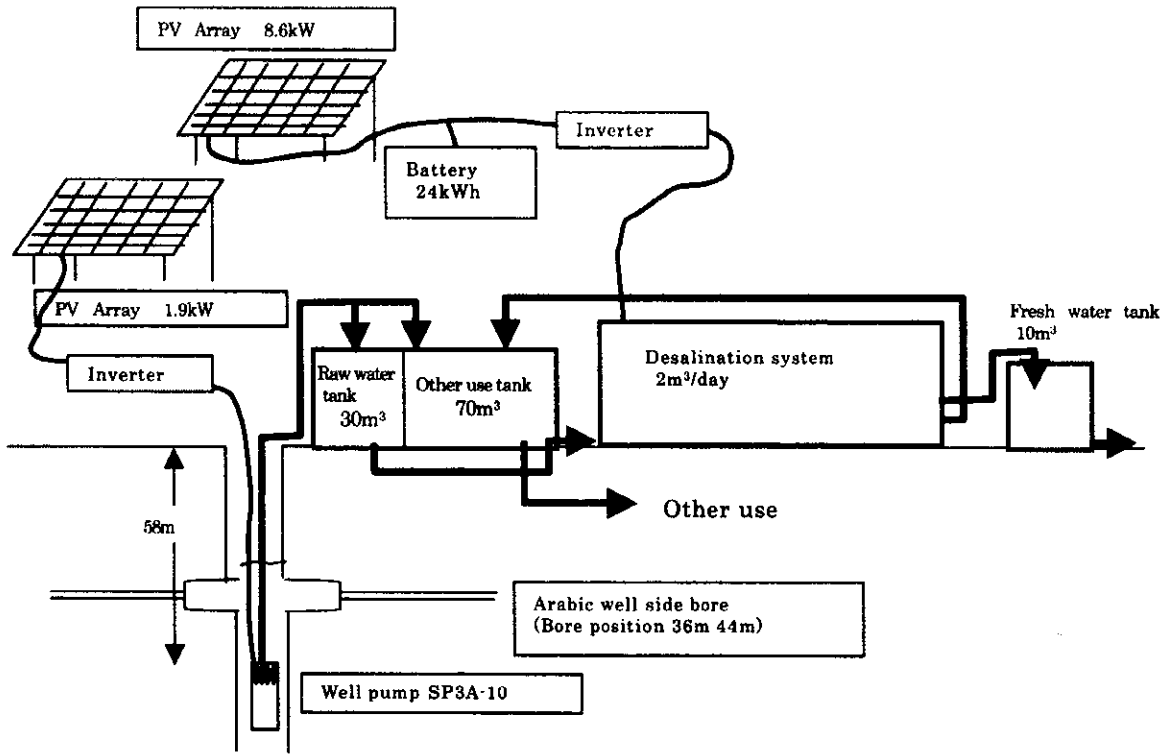 PV Array 8.6kW
Inverter
Battery
24kWh
PV Array 1.9kW
Inverter
Raw water
tank
30m³
Other use tank
70m³
Desalination system
2m³/day
Fresh water tank
10m³
58m
Other use
Arabic well side bore
(Bore position 36m 44m)
Well pump SP3A-10